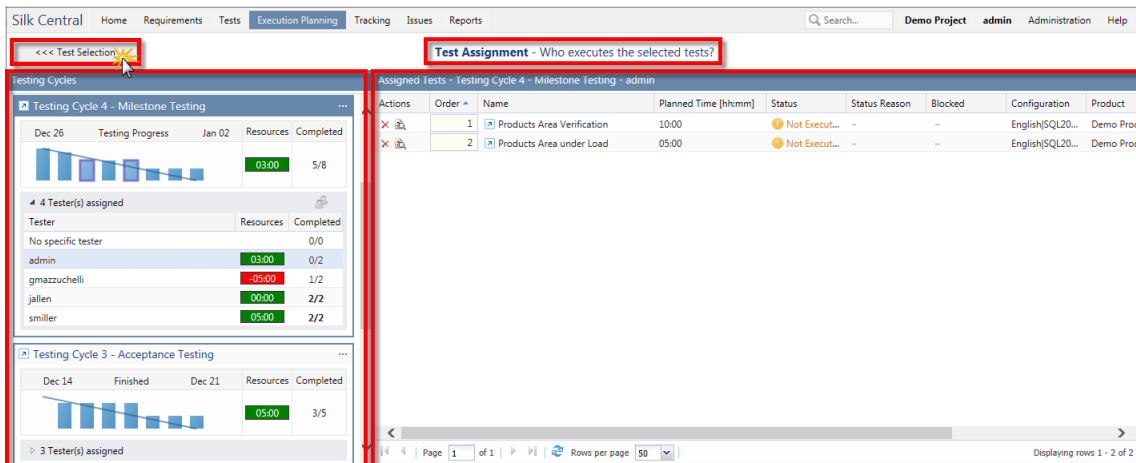 Silk Central Home Requirements Tests Execution Planning Tracking Issues Reports Search... Demo Project admin Administration Help
<<< Test Selection
Test Assignment - Who executes the selected tests?
Testing Cycles
Testing Cycle 4 - Milestone Testing ...
Dec 26 Testing Progress Jan 02 Resources Completed
03:00 5/8
4 Tester(s) assigned
Tester Resources Completed
No specific tester 0/0
admin 03:00 0/2
gmazzuchelli -05:00 1/2
jallen 00:00 2/2
smiller 05:00 2/2
Testing Cycle 3 - Acceptance Testing ...
Dec 14 Finished Dec 21 Resources Completed
05:00 3/5
3 Tester(s) assigned
Assigned Tests - Testing Cycle 4 - Milestone Testing - admin
Actions Order Name Planned Time [hh:mm] Status Status Reason Blocked Configuration Product
1 Products Area Verification 10:00 Not Execut... – – English|SQL20... Demo Prod
2 Products Area under Load 05:00 Not Execut... – – English|SQL20... Demo Prod
Page 1 of 1 Rows per page 50 Displaying rows 1 - 2 of 2